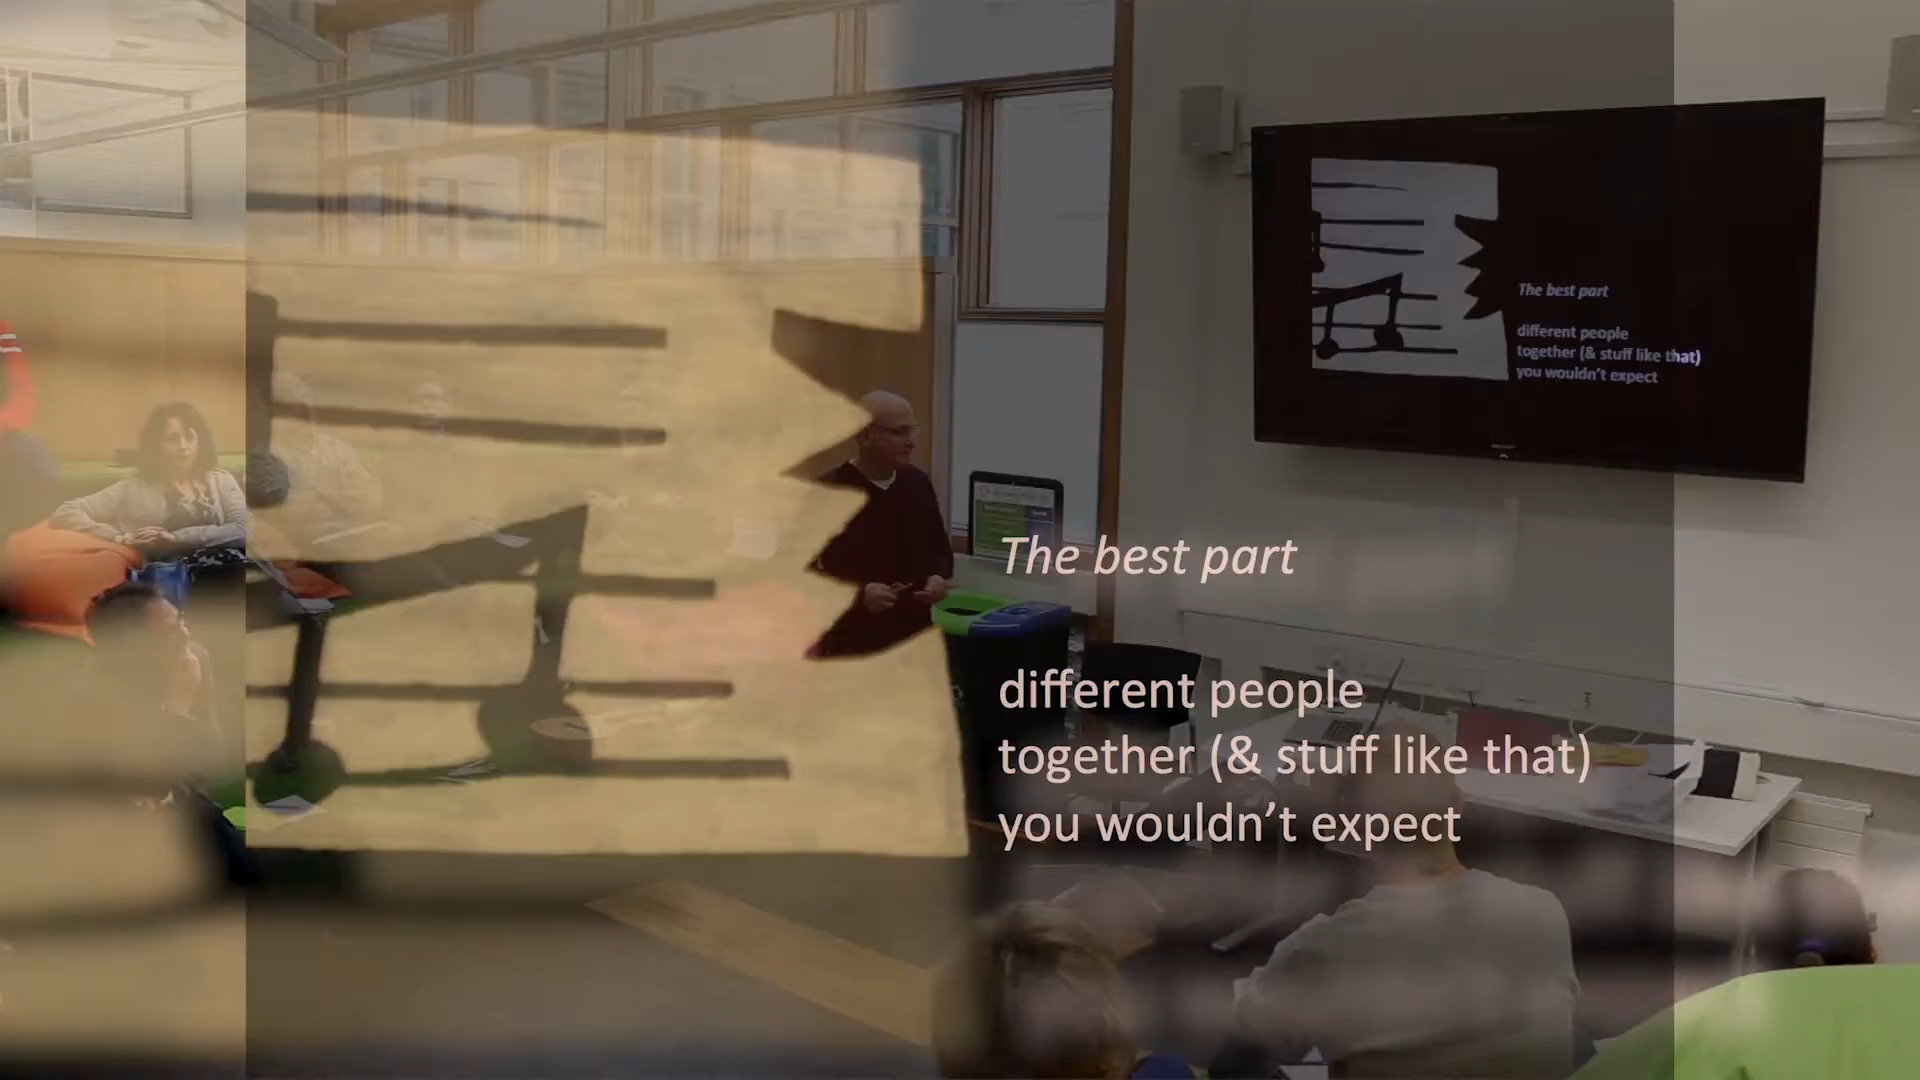 The best part
different people
together (& stuff like that)
you wouldn't expect
The best part
different people
together (& stuff like that)
you wouldn’t expect